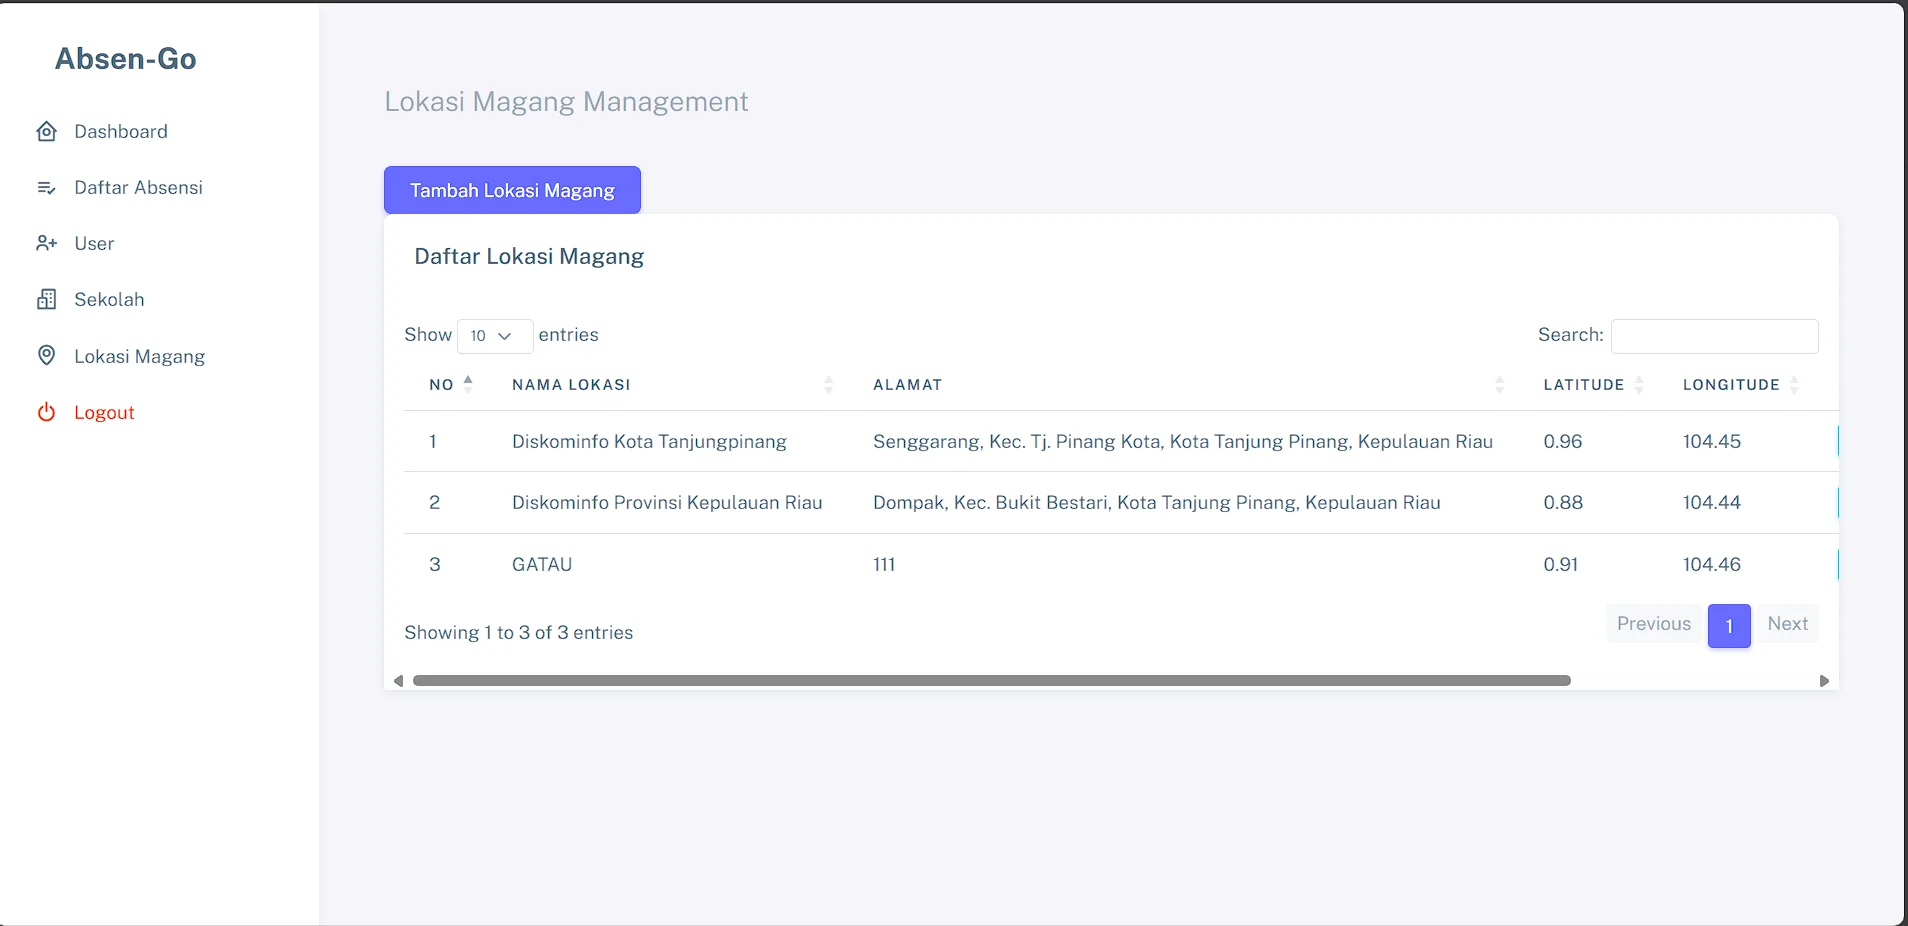 Absen-Go
Dashboard
Daftar Absensi
User
Sekolah
Lokasi Magang
Logout
Lokasi Magang Management
Tambah Lokasi Magang
Daftar Lokasi Magang
Show 10 entries
Search:
NO NAMA LOKASI ALAMAT LATITUDE LONGITUDE
1 Diskominfo Kota Tanjungpinang Senggarang, Kec. Tj. Pinang Kota, Kota Tanjung Pinang, Kepulauan Riau 0.96 104.45
2 Diskominfo Provinsi Kepulauan Riau Dompak, Kec. Bukit Bestari, Kota Tanjung Pinang, Kepulauan Riau 0.88 104.44
3 GATAU 111 0.91 104.46
Showing 1 to 3 of 3 entries
Previous 1 Next